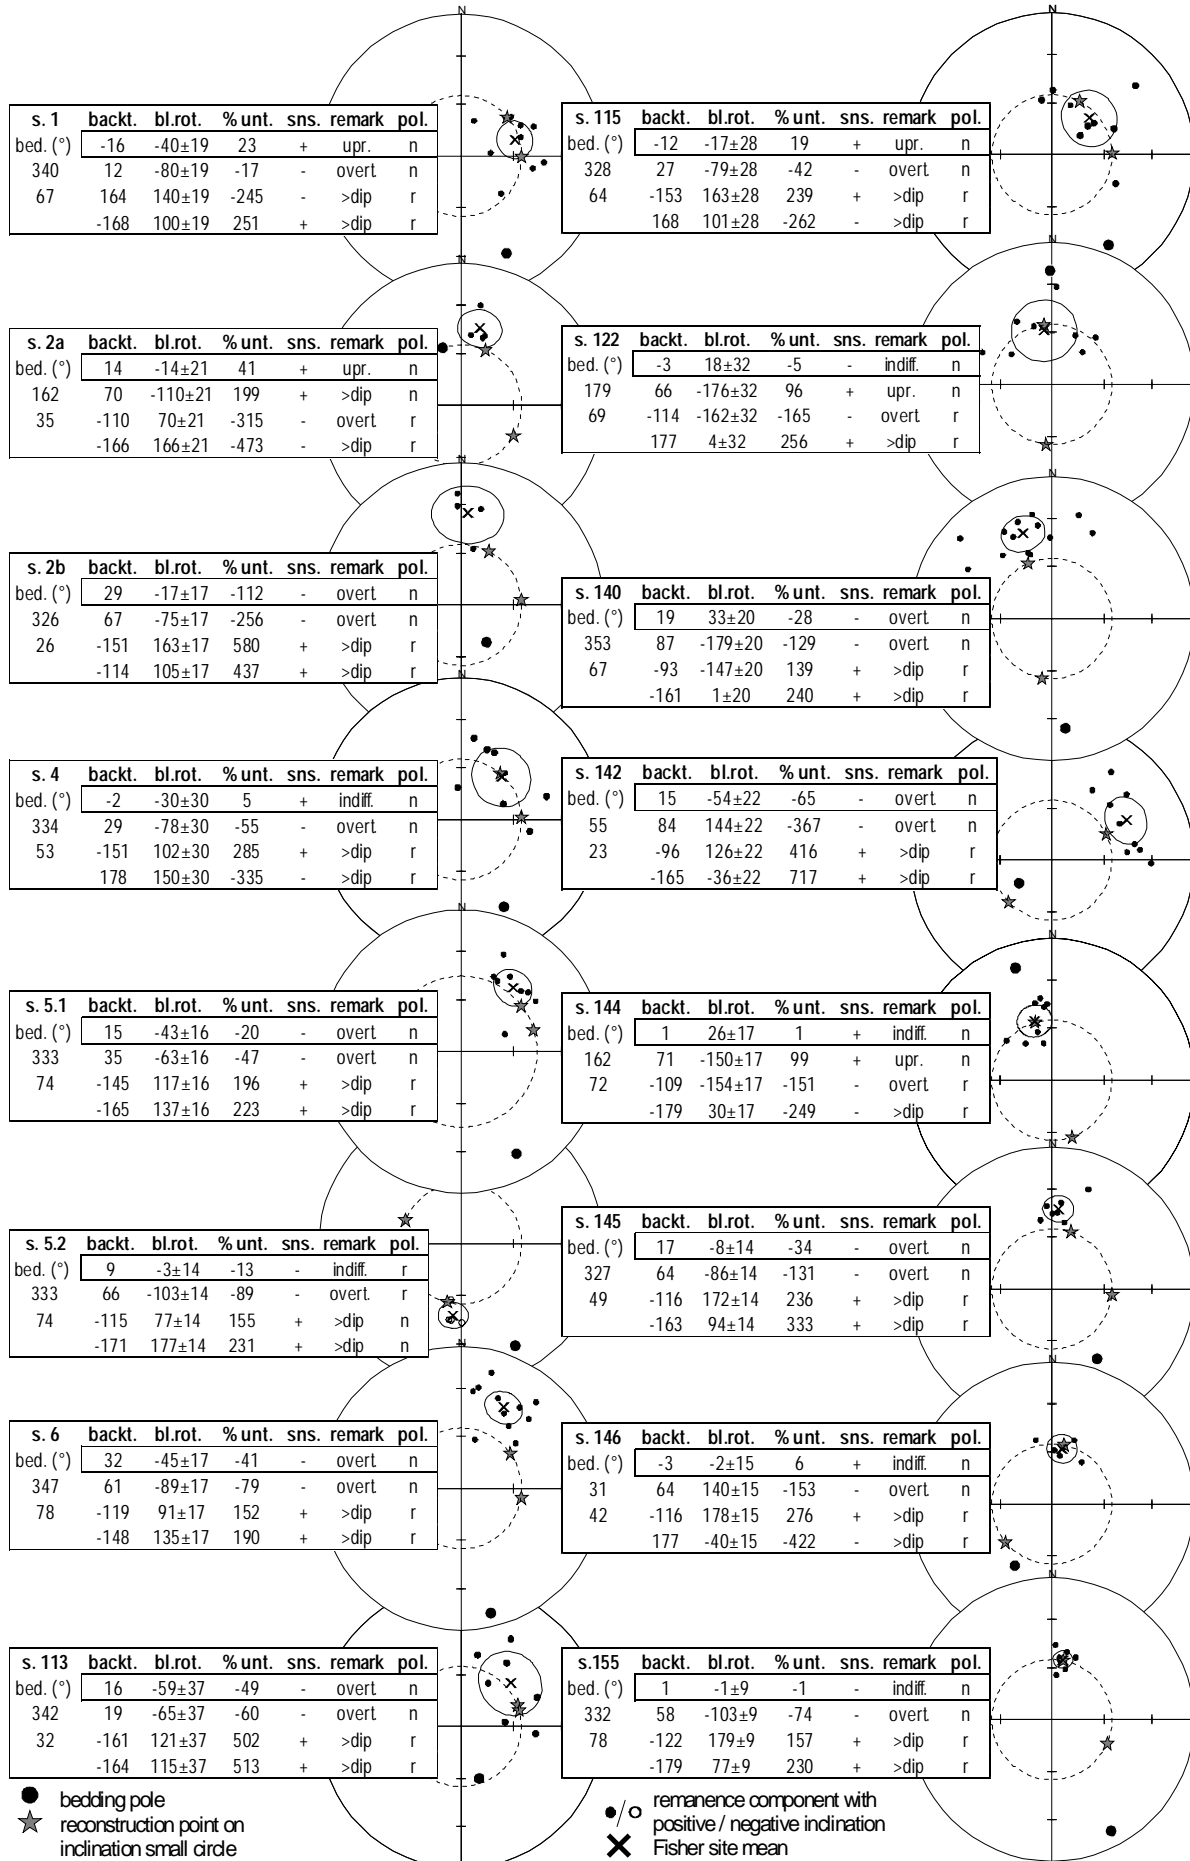 N
N
s. 1 backt. bl.rot. % unt. sns. remark pol.
bed. (°) -16 -40±19 23 + upr. n
340 12 -80±19 -17 - overt. n
67 164 140±19 -245 - >dip r
-168 100±19 251 + >dip r
s. 115 backt. bl.rot. % unt. sns. remark pol.
bed. (°) -12 -17±28 19 + upr. n
328 27 -79±28 -42 - overt. n
64 -153 163±28 239 + >dip r
168 101±28 -262 - >dip r
N
N
s. 2a backt. bl.rot. % unt. sns. remark pol.
bed. (°) 14 -14±21 41 + upr. n
162 70 -110±21 199 + >dip n
35 -110 70±21 -315 - overt. r
-166 166±21 -473 - >dip r
s. 122 backt. bl.rot. % unt. sns. remark pol.
bed. (°) -3 18±32 -5 - indiff. n
179 66 -176±32 96 + upr. n
69 -114 -162±32 -165 - overt. r
177 4±32 256 + >dip r
N
N
s. 2b backt. bl.rot. % unt. sns. remark pol.
bed. (°) 29 -17±17 -112 - overt. n
326 67 -75±17 -256 - overt. n
26 -151 163±17 580 + >dip r
-114 105±17 437 + >dip r
s. 140 backt. bl.rot. % unt. sns. remark pol.
bed. (°) 19 33±20 -28 - overt. n
353 87 -179±20 -129 - overt. n
67 -93 -147±20 139 + >dip r
-161 1±20 240 + >dip r
N
N
s. 4 backt. bl.rot. % unt. sns. remark pol.
bed. (°) -2 -30±30 5 + indiff. n
334 29 -78±30 -55 - overt. n
53 -151 102±30 285 + >dip r
178 150±30 -335 - >dip r
s. 142 backt. bl.rot. % unt. sns. remark pol.
bed. (°) 15 -54±22 -65 - overt. n
55 84 144±22 -367 - overt. n
23 -96 126±22 416 + >dip r
-165 -36±22 717 + >dip r
N
N
s. 5.1 backt. bl.rot. % unt. sns. remark pol.
bed. (°) 15 -43±16 -20 - overt. n
333 35 -63±16 -47 - overt. n
74 -145 117±16 196 + >dip r
-165 137±16 223 + >dip r
s. 144 backt. bl.rot. % unt. sns. remark pol.
bed. (°) 1 26±17 1 + indiff. n
162 71 -150±17 99 + upr. n
72 -109 -154±17 -151 - overt. r
-179 30±17 -249 - >dip r
N
s. 5.2 backt. bl.rot. % unt. sns. remark pol.
bed. (°) 9 -3±14 -13 - indiff. r
333 66 -103±14 -89 - overt. r
74 -115 77±14 155 + >dip n
-171 177±14 231 + >dip n
s. 145 backt. bl.rot. % unt. sns. remark pol.
bed. (°) 17 -8±14 -34 - overt. n
327 64 -86±14 -131 - overt. n
49 -116 172±14 236 + >dip r
-163 94±14 333 + >dip r
N
N
s. 6 backt. bl.rot. % unt. sns. remark pol.
bed. (°) 32 -45±17 -41 - overt. n
347 61 -89±17 -79 - overt. n
78 -119 91±17 152 + >dip r
-148 135±17 190 + >dip r
s. 146 backt. bl.rot. % unt. sns. remark pol.
bed. (°) -3 -2±15 6 + indiff. n
31 64 140±15 -153 - overt. n
42 -116 178±15 276 + >dip r
177 -40±15 -422 - >dip r
N
s. 113 backt. bl.rot. % unt. sns. remark pol.
bed. (°) 16 -59±37 -49 - overt. n
342 19 -65±37 -60 - overt. n
32 -161 121±37 502 + >dip r
-164 115±37 513 + >dip r
s.155 backt. bl.rot. % unt. sns. remark pol.
bed. (°) 1 -1±9 -1 - indiff. n
332 58 -103±9 -74 - overt. n
78 -122 179±9 157 + >dip r
-179 77±9 230 + >dip r
bedding pole
reconstruction point on
inclination small circle
remanence component with
positive / negative inclination
Fisher site mean